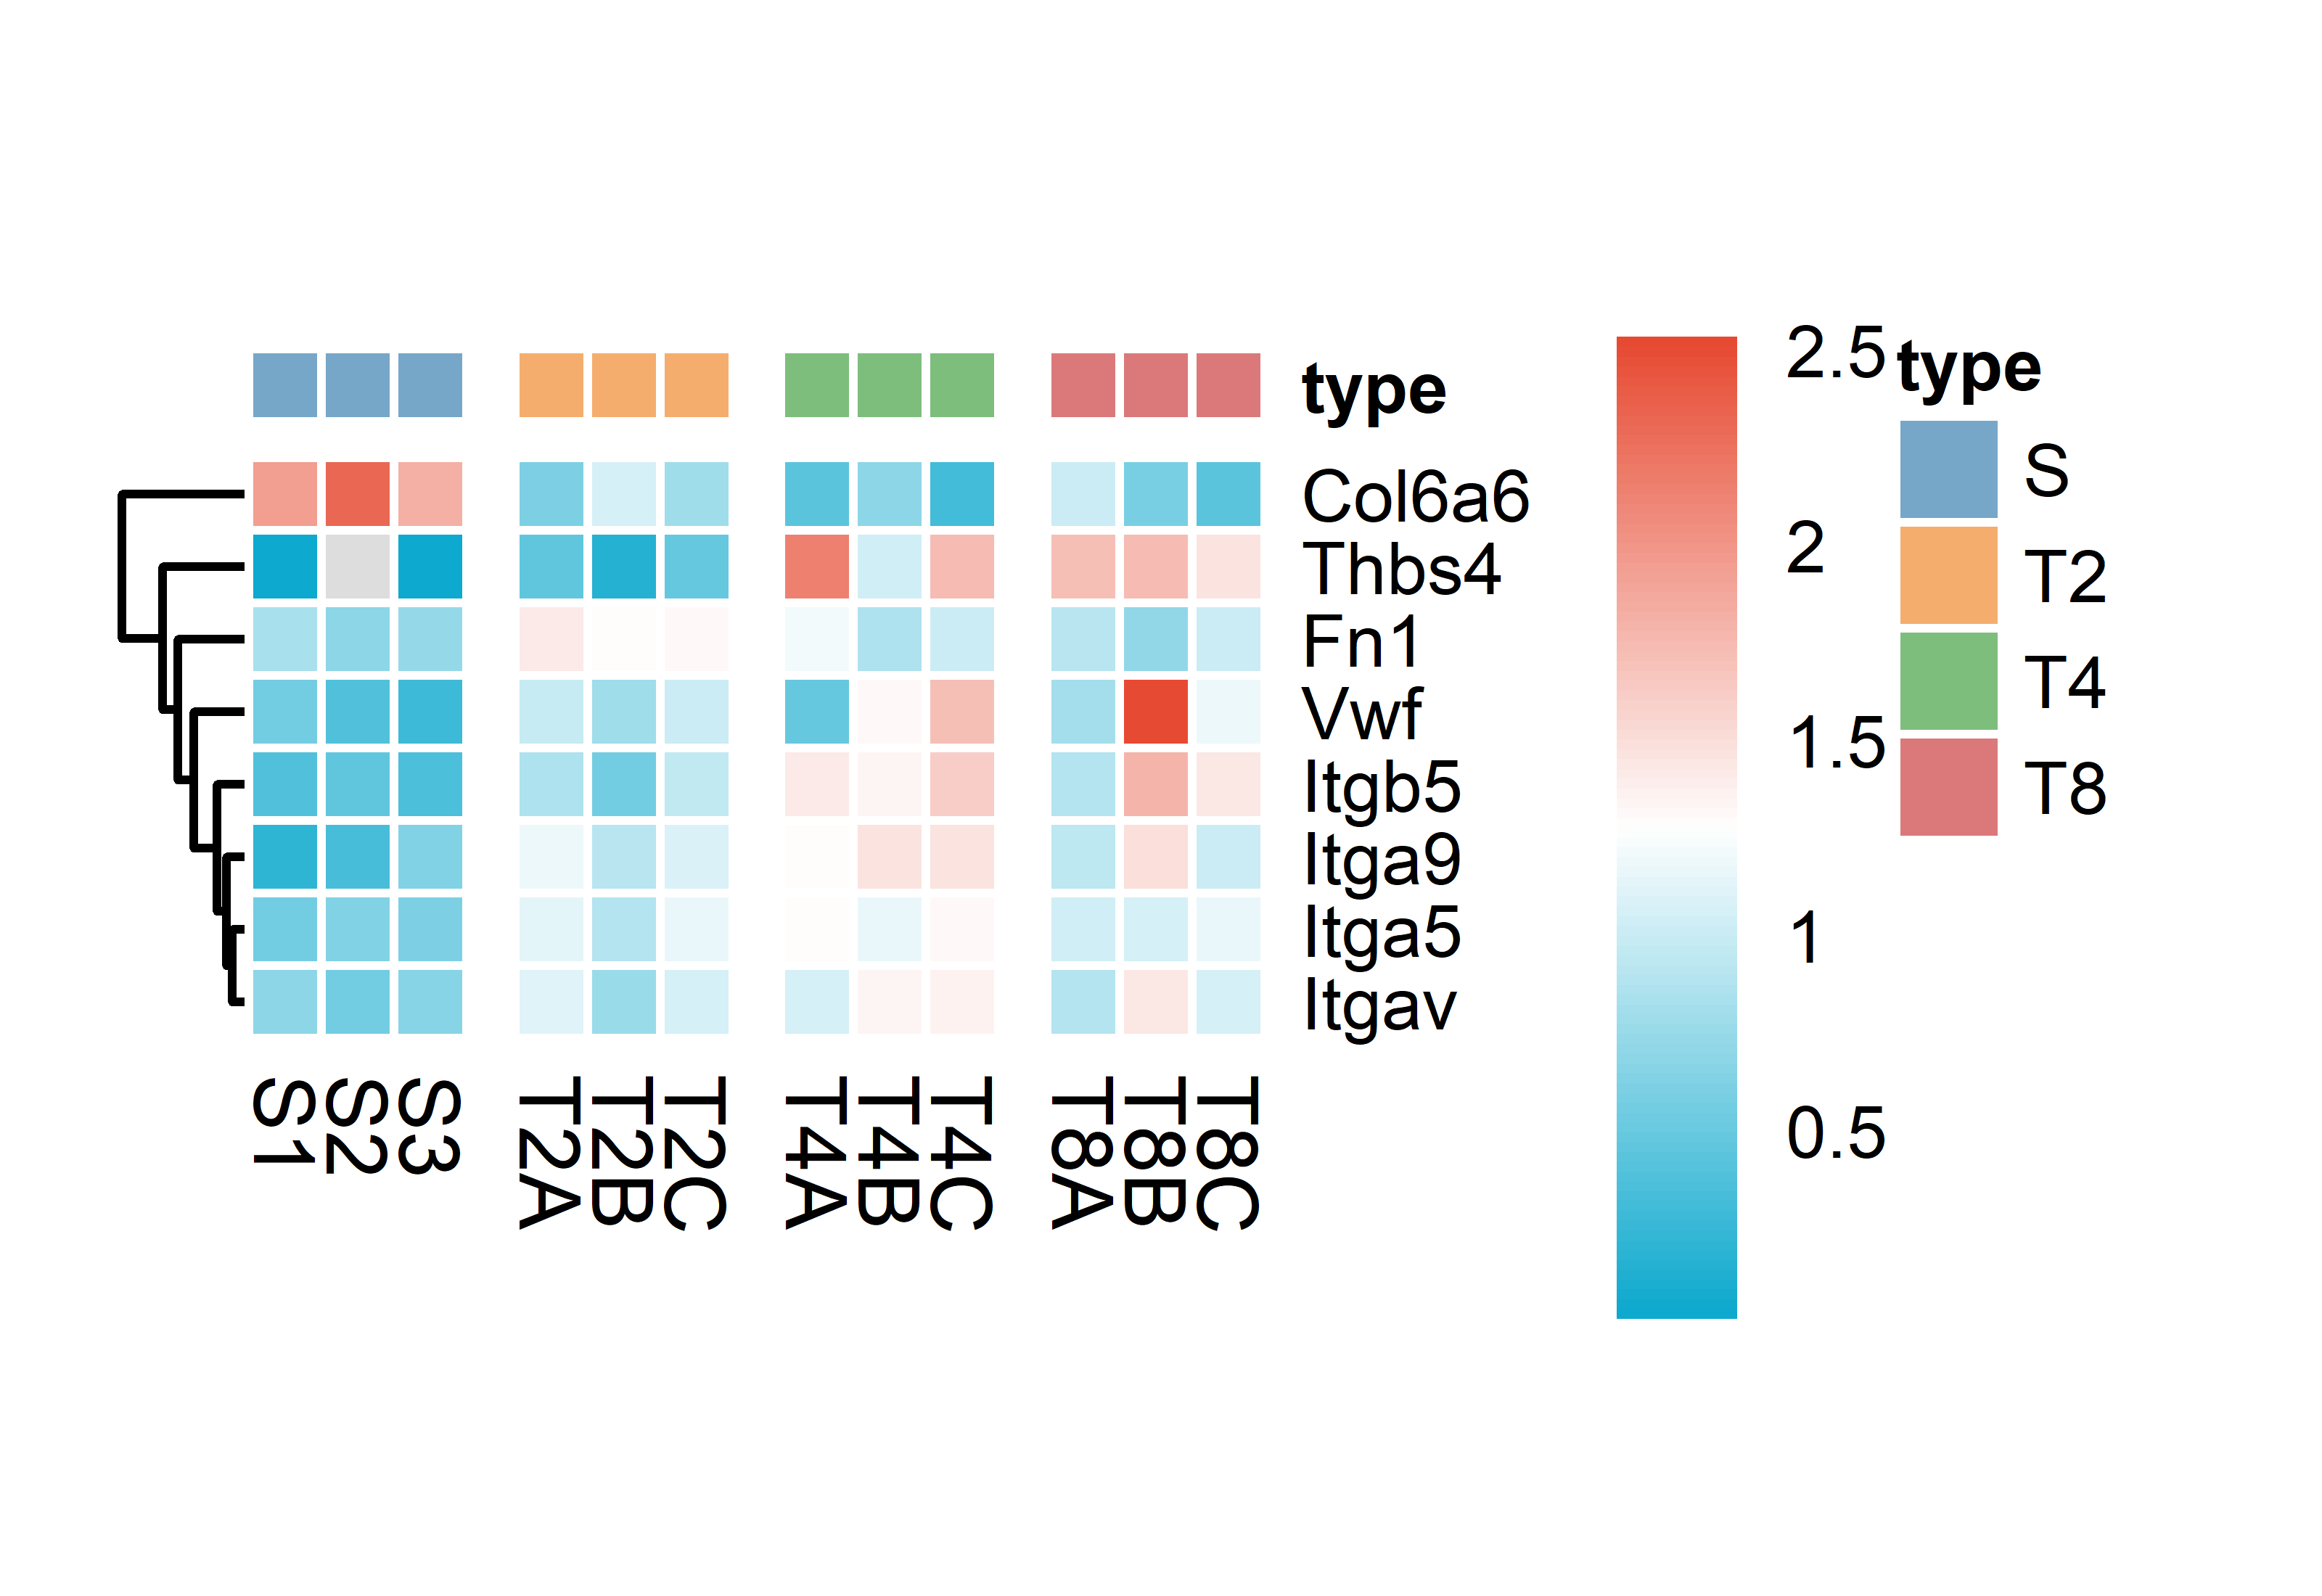 type
Col6a6
Thbs4
Fn1
Vwf
Itgb5
Itga9
Itga5
Itgav
S1
S2
S3
T2A
T2B
T2C
T4A
T4B
T4C
T8A
T8B
T8C
2.5
2
1.5
1
0.5
type
S
T2
T4
T8